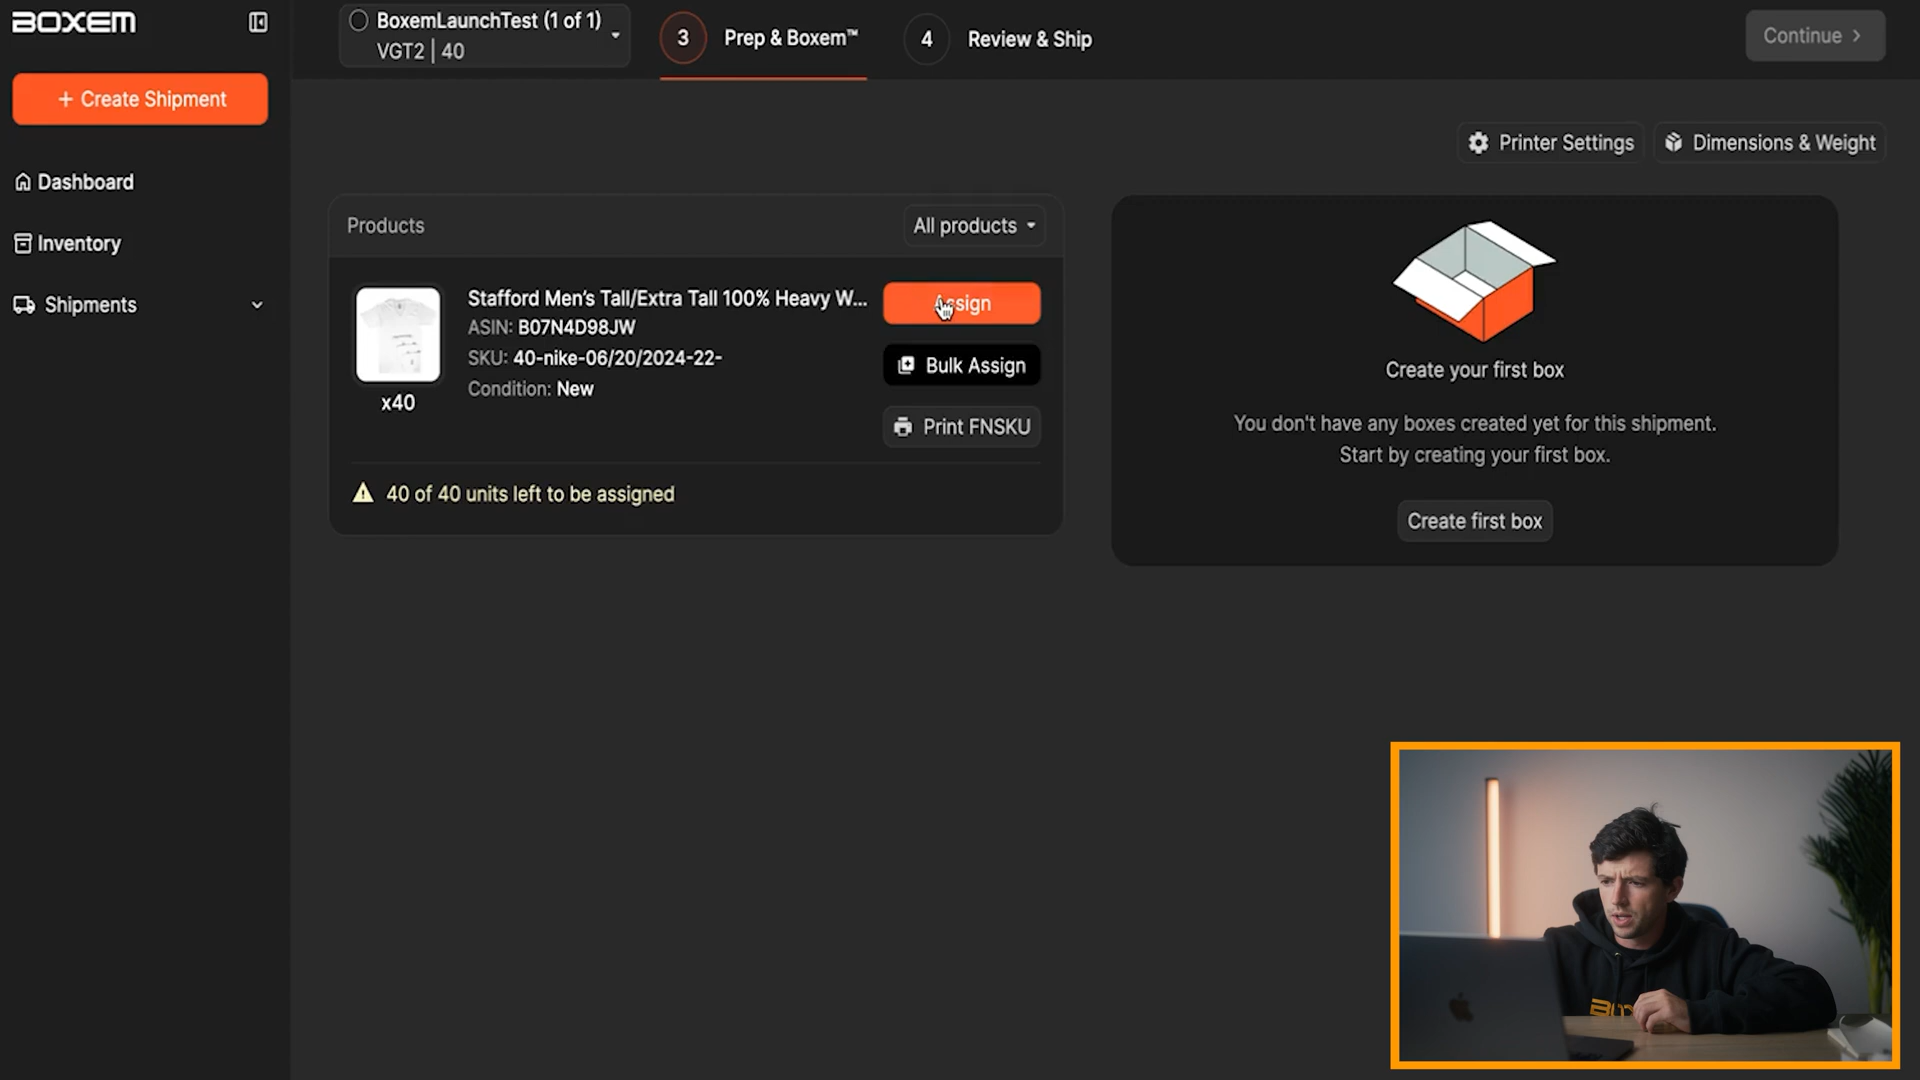 BOXEM
+ Create Shipment
Dashboard
Inventory
Shipments
BoxemLaunchTest (1 of 1)
VGT2 | 40
3 Prep & Boxem™
4 Review & Ship
Continue >
Printer Settings
Dimensions & Weight
Products
All products
Stafford Men's Tall/Extra Tall 100% Heavy W...
ASIN: B07N4D98JW
SKU: 40-nike-06/20/2024-22-
Condition: New
x40
Assign
Bulk Assign
Print FNSKU
40 of 40 units left to be assigned
Create your first box
You don't have any boxes created yet for this shipment.
Start by creating your first box.
Create first box